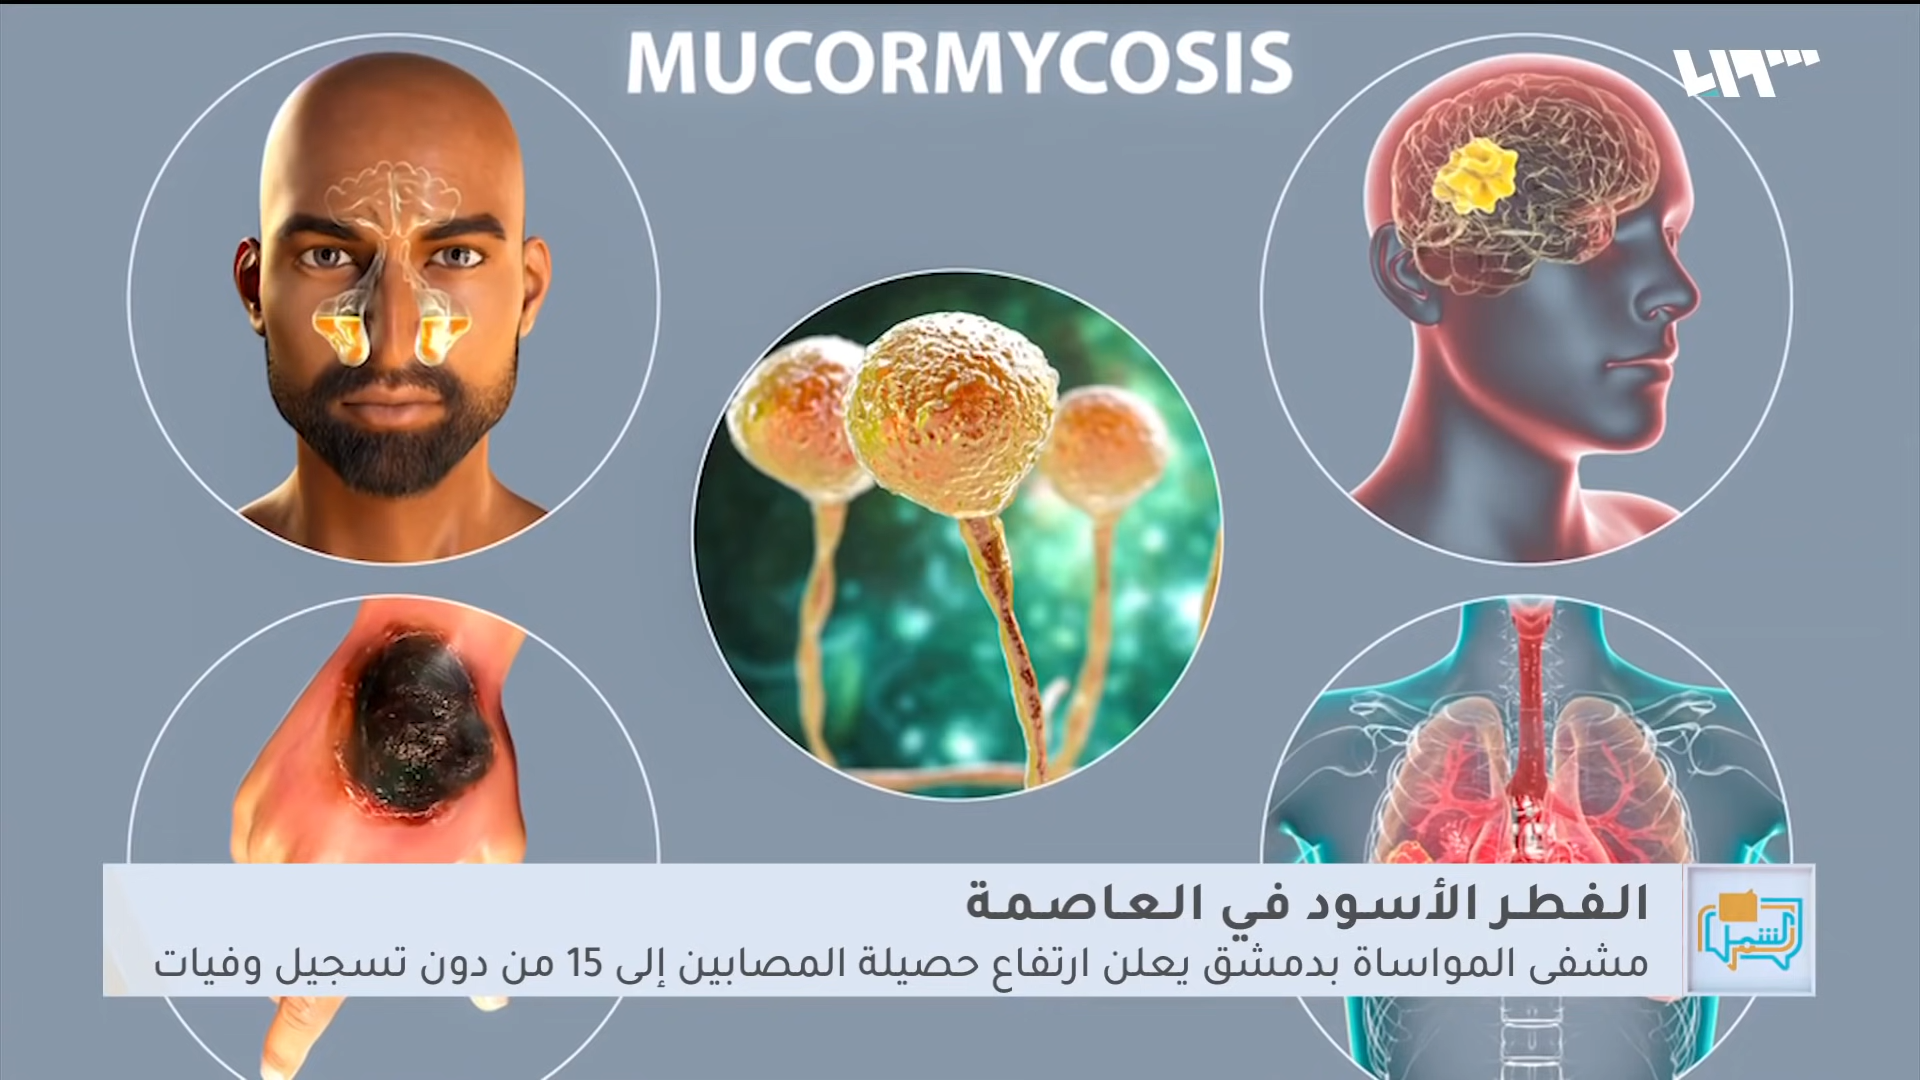 MUCORMYCOSIS
الفطر الأسود في العاصمة
مشفى المواساة بدمشق يعلن ارتفاع حصيلة المصابين إلى 15 من دون تسجيل وفيات